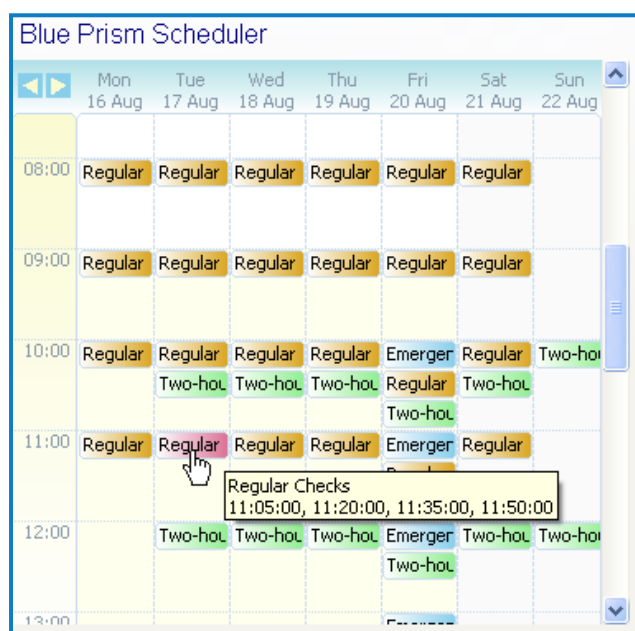 Blue Prism Scheduler
Mon Tue Wed Thu Fri Sat Sun
16 Aug 17 Aug 18 Aug 19 Aug 20 Aug 21 Aug 22 Aug
08:00 Regular Regular Regular Regular Regular Regular
09:00 Regular Regular Regular Regular Regular Regular
10:00 Regular Regular Regular Regular Emerger Regular Two-hou
Two-hou Two-hou Two-hou Regular Two-hou
Two-hou
11:00 Regular Regular Regular Regular Emerger Regular
Regular Checks
11:05:00, 11:20:00, 11:35:00, 11:50:00
12:00 Two-hou Two-hou Two-hou Emerger Two-hou Two-hou
Two-hou
13:00